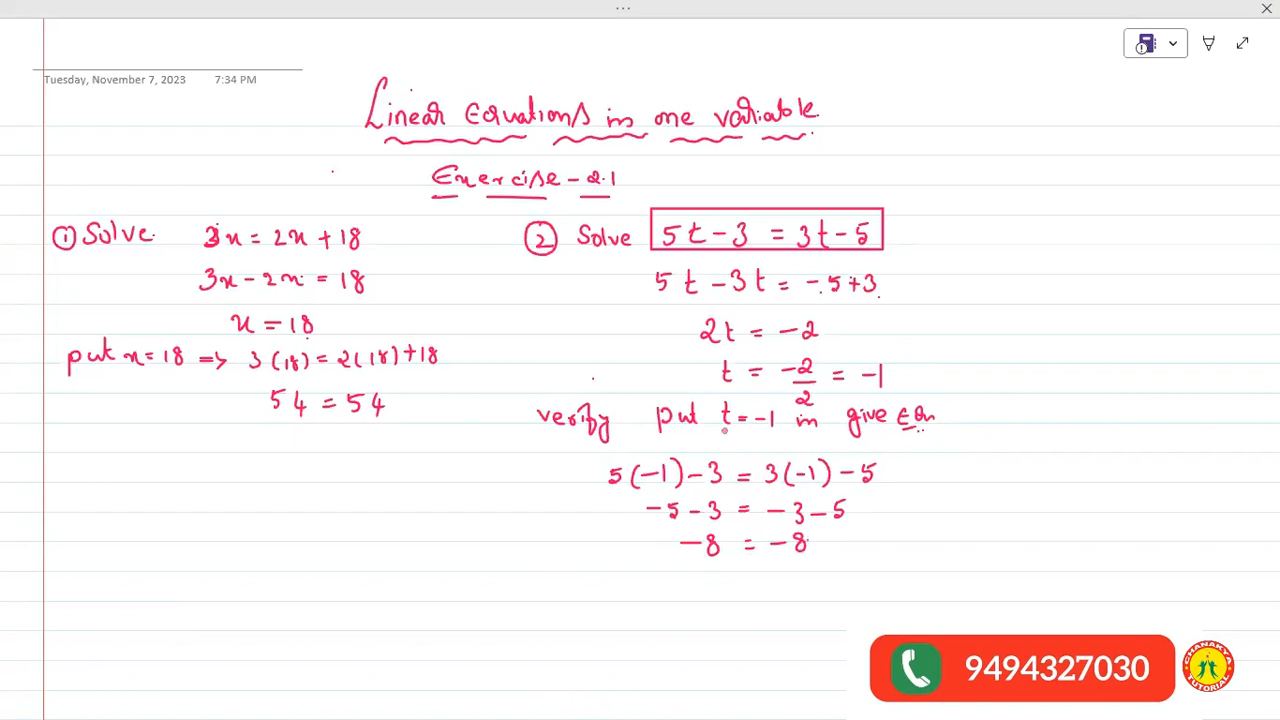 Tuesday, November 7, 2023 7:34 PM
Linear Equations in one variable.
Exercise - 2.1
① Solve. 3x = 2x + 18
3x - 2x = 18
x = 18
put x = 18 => 3(18) = 2(18) + 18
54 = 54
② Solve 5t - 3 = 3t - 5
5t - 3t = -5 + 3
2t = -2
t = -2/2 = -1
verify put t = -1 in give Eqn
5(-1) - 3 = 3(-1) - 5
-5 - 3 = -3 - 5
-8 = -8
9494327030
CHANAKYA TUTORIAL